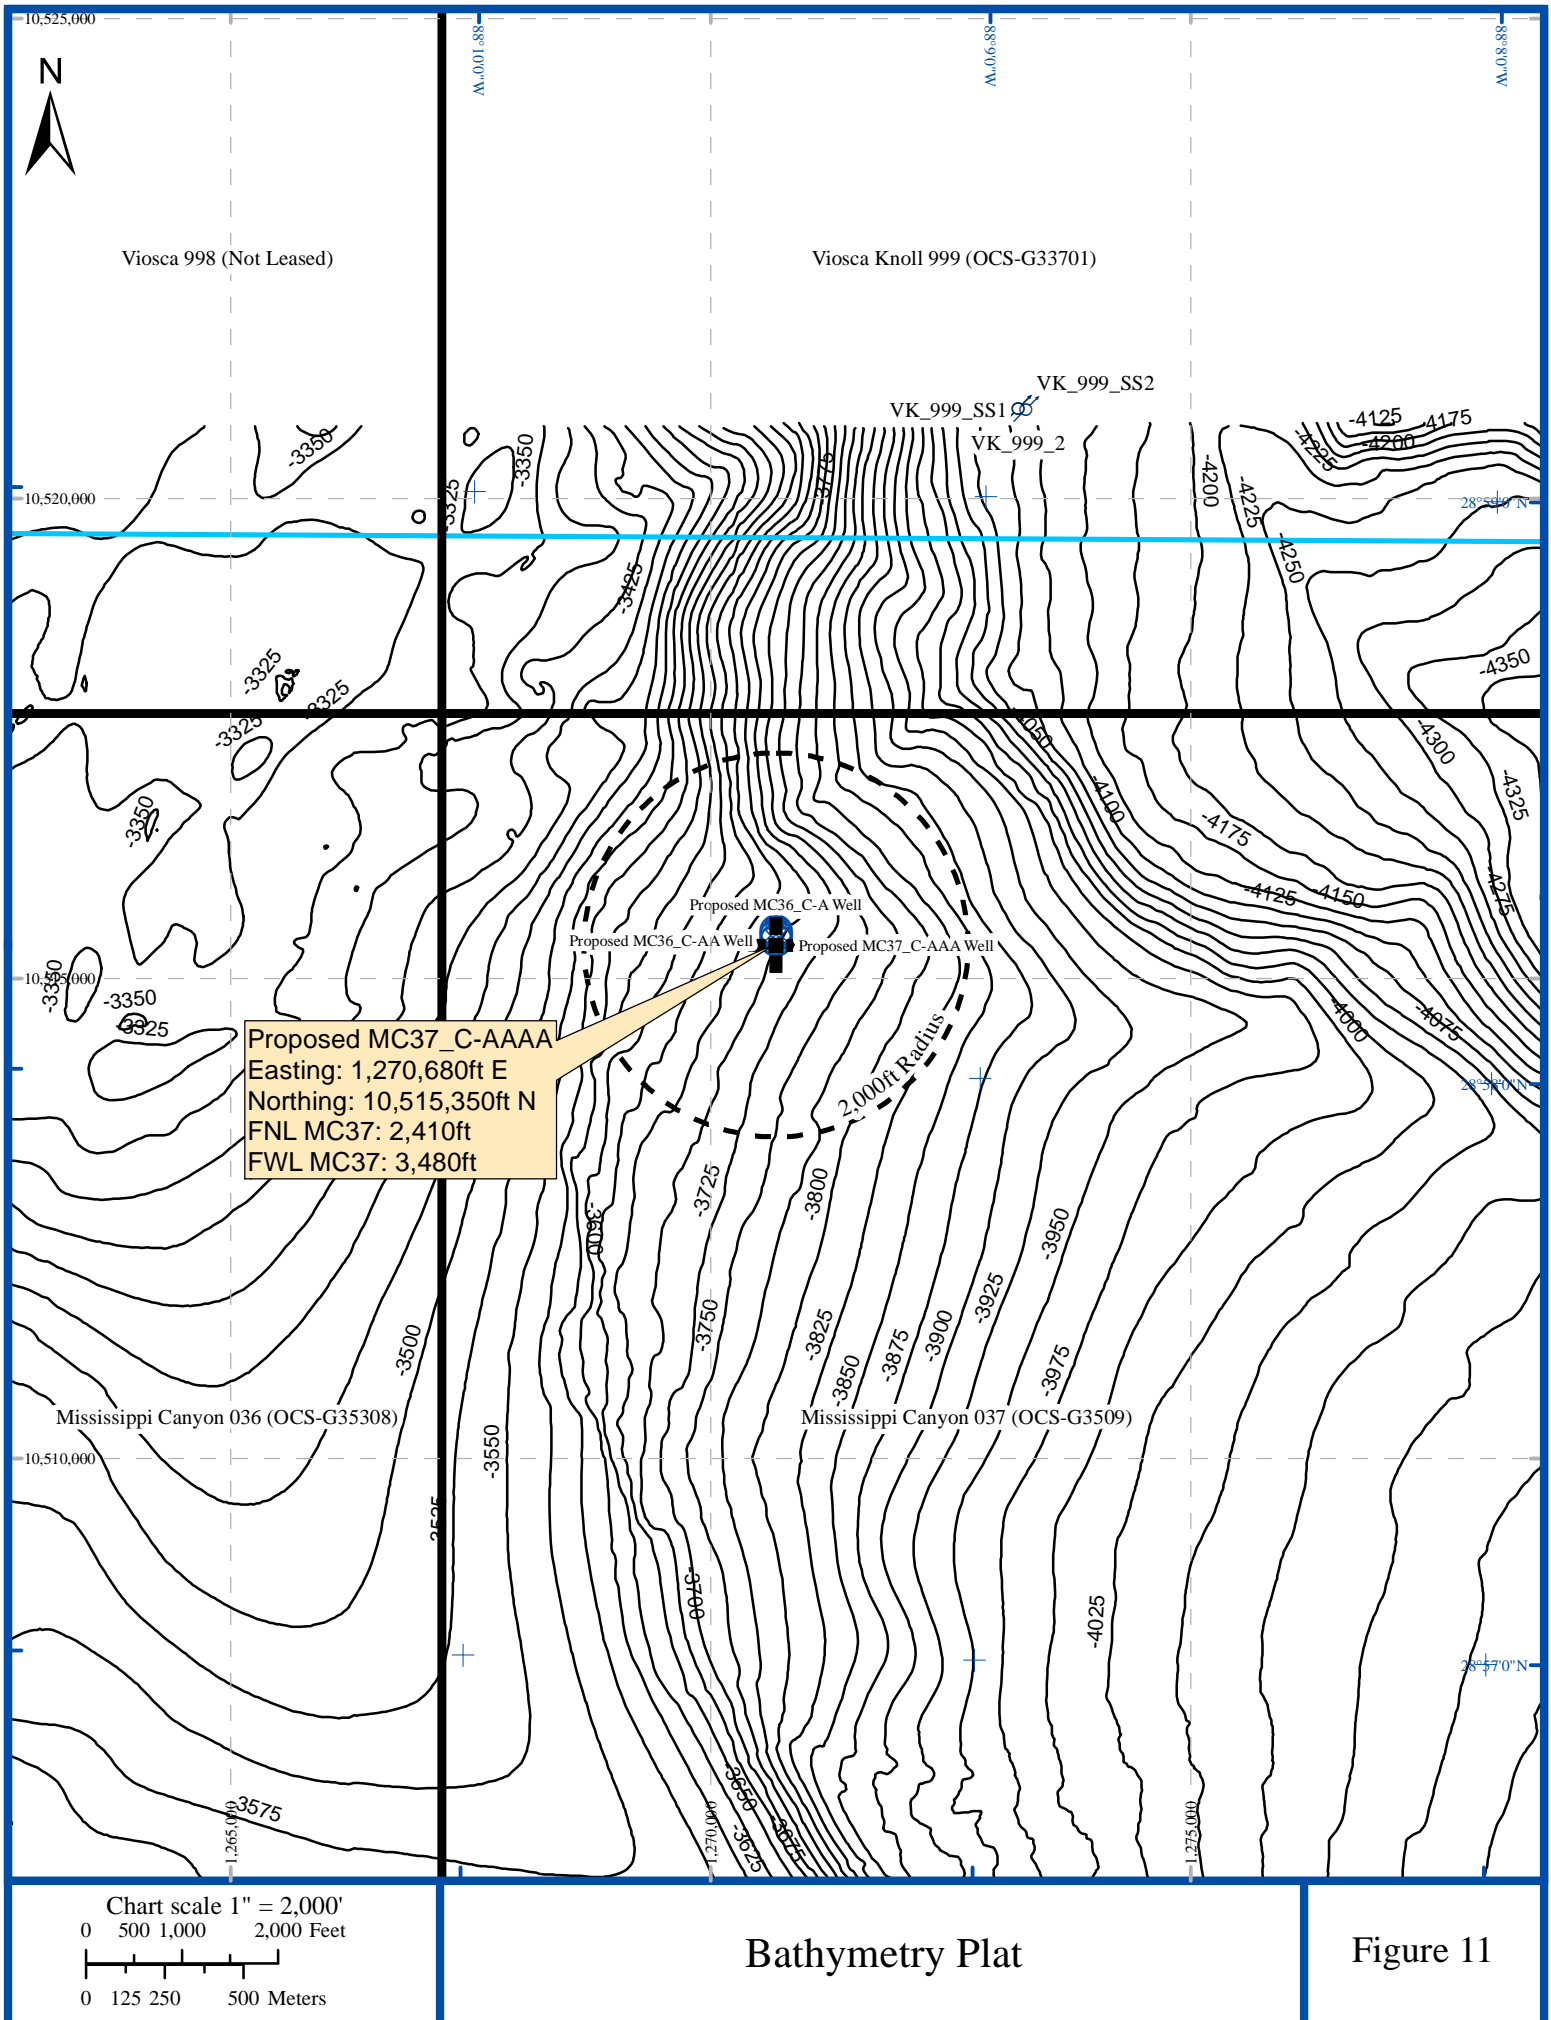 10,525,000
88°10'0"W
88°9'0"W
88°8'0"W
N
Viosca 998 (Not Leased)
Viosca Knoll 999 (OCS-G33701)
VK_999_SS2
VK_999_SS1
VK_999_2
-4125
-4175
-4200
-4225
-3350
-3350
-3775
-3325
-4200
-4225
10,520,000
28°59'0"N
-4250
-3425
-3325
-3325
-3325
-4350
-4050
-4300
-4100
-4325
-3350
-4175
-4125
-4150
-4275
Proposed MC36_C-A Well
Proposed MC36_C-AA Well
Proposed MC37_C-AAA Well
-3350
-3350
-3325
-4000
-4075
Proposed MC37_C-AAAA
Easting: 1,270,680ft E
Northing: 10,515,350ft N
FNL MC37: 2,410ft
FWL MC37: 3,480ft
2,000ft Radius
28°58'0"N
-3600
-3725
-3800
-3950
-3750
-3825
-3850
-3875
-3900
-3925
-3975
-3500
Mississippi Canyon 036 (OCS-G35308)
Mississippi Canyon 037 (OCS-G3509)
10,510,000
-3550
-3525
-3700
-4025
28°57'0"N
-3575
1,265,000
-3650
-3625
-3675
1,270,000
1,275,000
Chart scale 1" = 2,000'
0 500 1,000 2,000 Feet
0 125 250 500 Meters
Bathymetry Plat
Figure 11